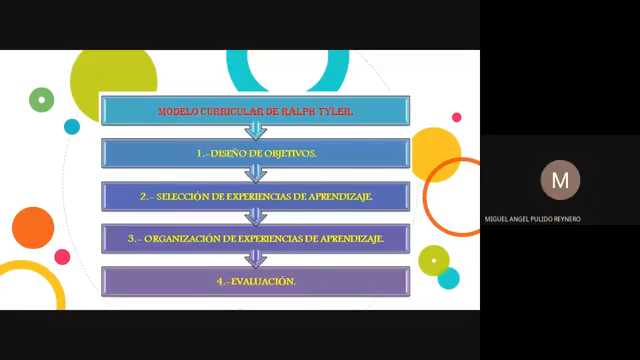 MODELO CURRICULAR DE RALPH TYLER.
1.-DISEÑO DE OBJETIVOS.
2.- SELECCIÓN DE EXPERIENCIAS DE APRENDIZAJE.
3.- ORGANIZACIÓN DE EXPERIENCIAS DE APRENDIZAJE.
4.-EVALUACIÓN.
M
MIGUEL ANGEL PULIDO REYNERO